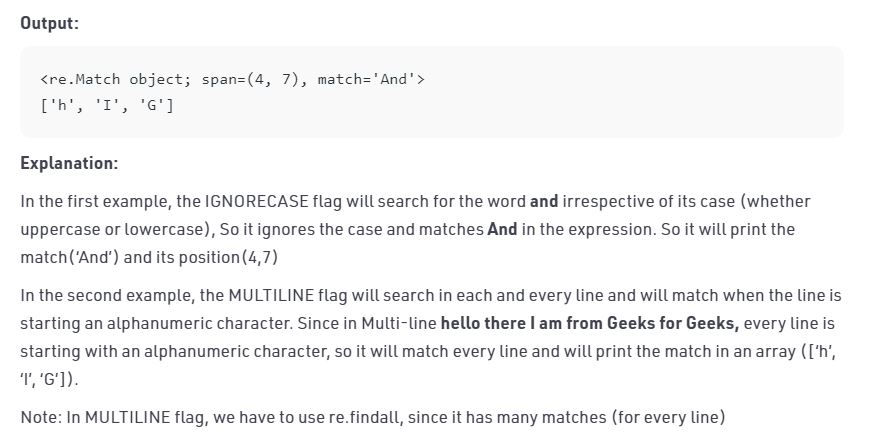 Output:
<re.Match object; span=(4, 7), match='And'>
['h', 'I', 'G']
Explanation:
In the first example, the IGNORECASE flag will search for the word and irrespective of its case (whether
uppercase or lowercase), So it ignores the case and matches And in the expression. So it will print the
match(‘And’) and its position(4,7)
In the second example, the MULTILINE flag will search in each and every line and will match when the line is
starting an alphanumeric character. Since in Multi-line hello there I am from Geeks for Geeks, every line is
starting with an alphanumeric character, so it will match every line and will print the match in an array ([‘h’,
‘I’, ‘G’]).
Note: In MULTILINE flag, we have to use re.findall, since it has many matches (for every line)